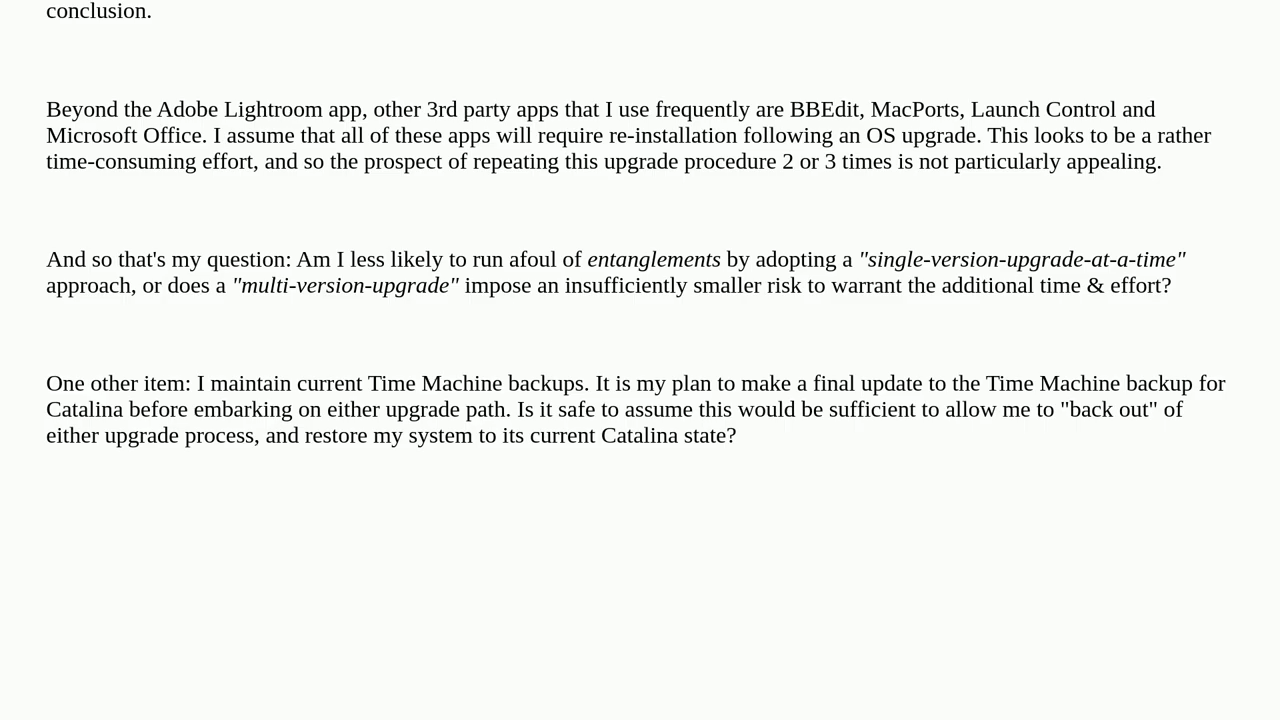 conclusion.
Beyond the Adobe Lightroom app, other 3rd party apps that I use frequently are BBEdit, MacPorts, Launch Control and
Microsoft Office. I assume that all of these apps will require re-installation following an OS upgrade. This looks to be a rather
time-consuming effort, and so the prospect of repeating this upgrade procedure 2 or 3 times is not particularly appealing.
And so that's my question: Am I less likely to run afoul of entanglements by adopting a "single-version-upgrade-at-a-time"
approach, or does a "multi-version-upgrade" impose an insufficiently smaller risk to warrant the additional time & effort?
One other item: I maintain current Time Machine backups. It is my plan to make a final update to the Time Machine backup for
Catalina before embarking on either upgrade path. Is it safe to assume this would be sufficient to allow me to "back out" of
either upgrade process, and restore my system to its current Catalina state?